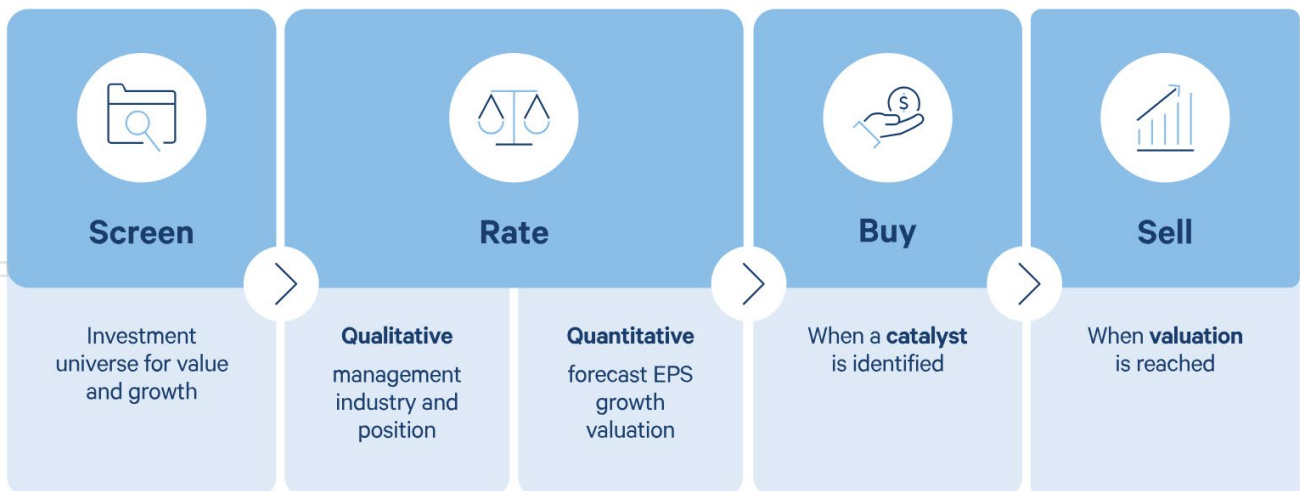 Screen
Investment
universe for value
and growth
Rate
Qualitative
management
industry and
position
Quantitative
forecast EPS
growth
valuation
Buy
When a catalyst
is identified
Sell
When valuation
is reached
$